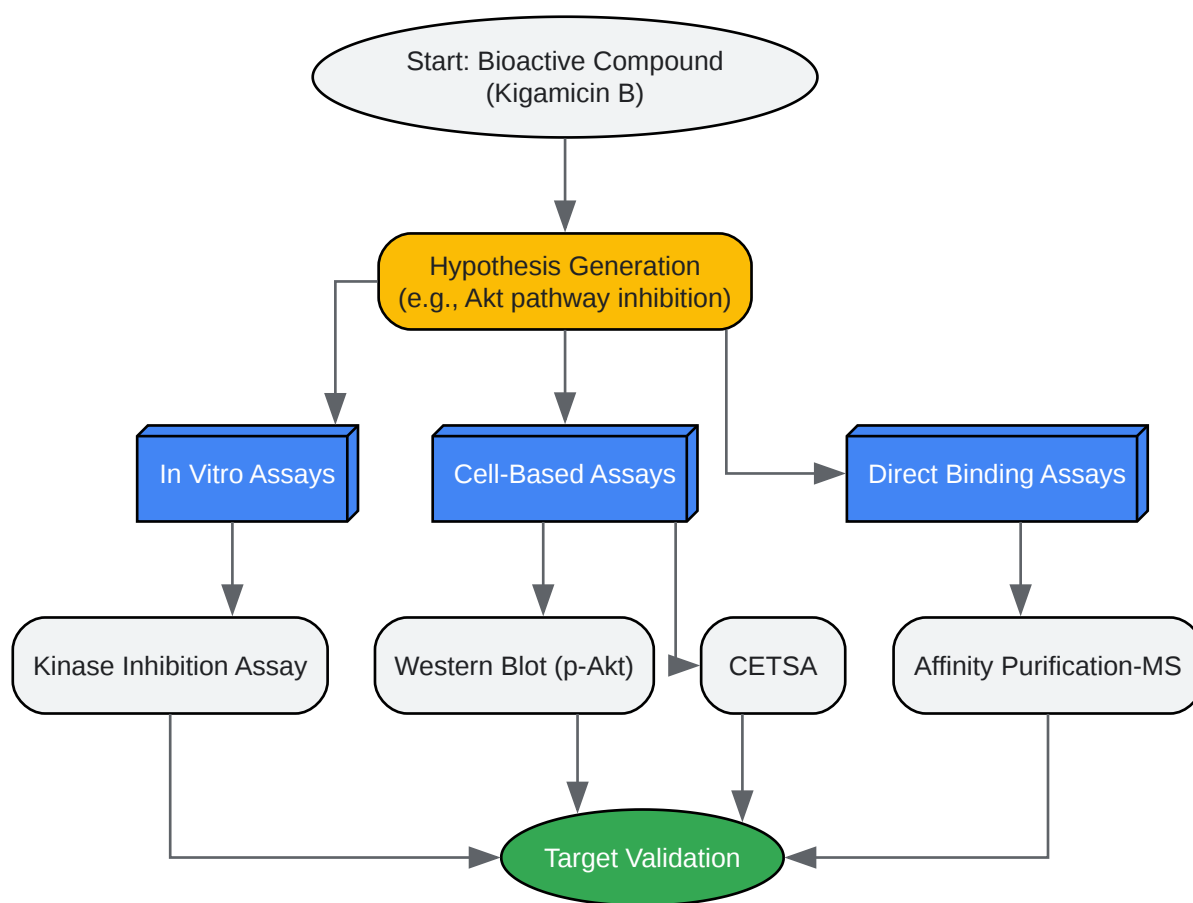 Start: Bioactive Compound
(Kigamicin B)
Hypothesis Generation
(e.g., Akt pathway inhibition)
In Vitro Assays
Cell-Based Assays
Direct Binding Assays
Kinase Inhibition Assay
Western Blot (p-Akt)
CETSA
Affinity Purification-MS
Target Validation